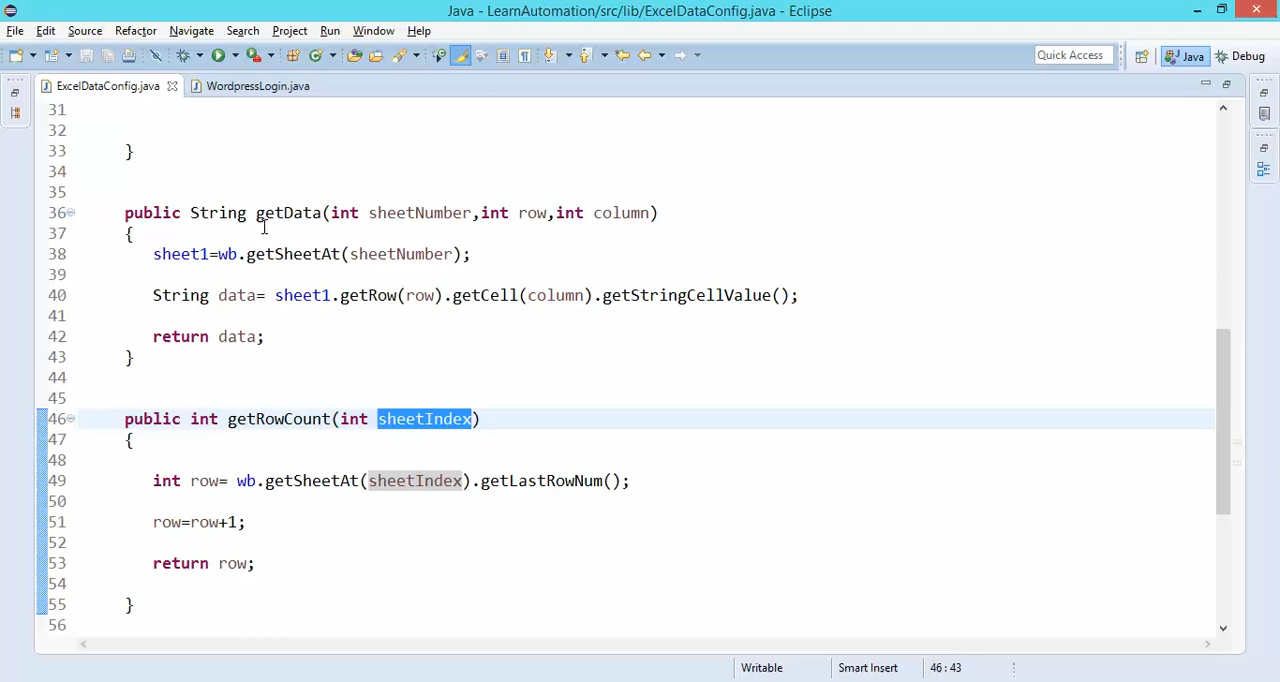 Java - LearnAutomation/src/lib/ExcelDataConfig.java - Eclipse
File Edit Source Refactor Navigate Search Project Run Window Help
Quick Access Java Debug
ExcelDataConfig.java WordpressLogin.java
31
32
33 }
34
35
36 public String getData(int sheetNumber,int row,int column)
37 {
38 sheet1=wb.getSheetAt(sheetNumber);
39
40 String data= sheet1.getRow(row).getCell(column).getStringCellValue();
41
42 return data;
43 }
44
45
46 public int getRowCount(int sheetIndex)
47 {
48
49 int row= wb.getSheetAt(sheetIndex).getLastRowNum();
50
51 row=row+1;
52
53 return row;
54
55 }
56
Writable Smart Insert 46:43